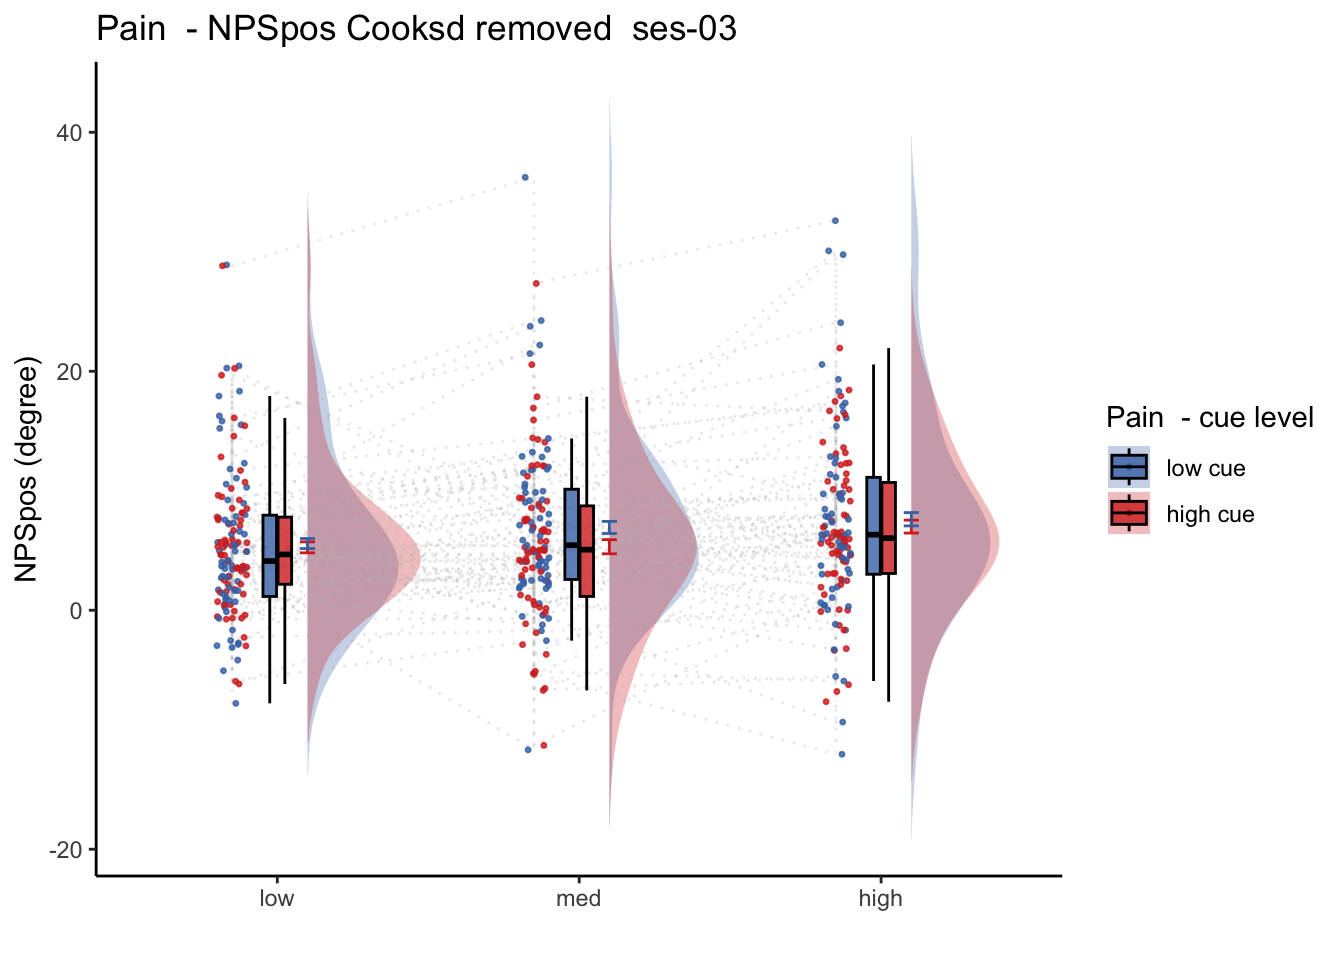 Pain  - NPSpos Cooksd removed  ses-03
NPSpos (degree)
40
20
0
-20
low
med
high
Pain  - cue level
low cue
high cue